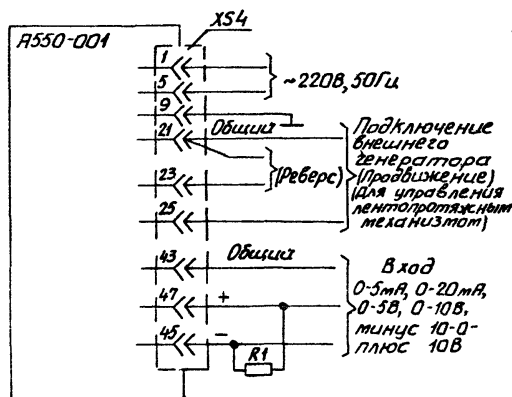 А550-001
XS4
1
5
~220В, 50Гц
9
21
Общий
23
(Реверс)
25
Подключение
внешнего
генератора
(Продвижение)
(для управления
лентопротяжным
механизмом)
43
Общий
47
+
45
−
R1
Вход
0-5мА, 0-20мА,
0-5В, 0-10В,
минус 10-0-
плюс 10В